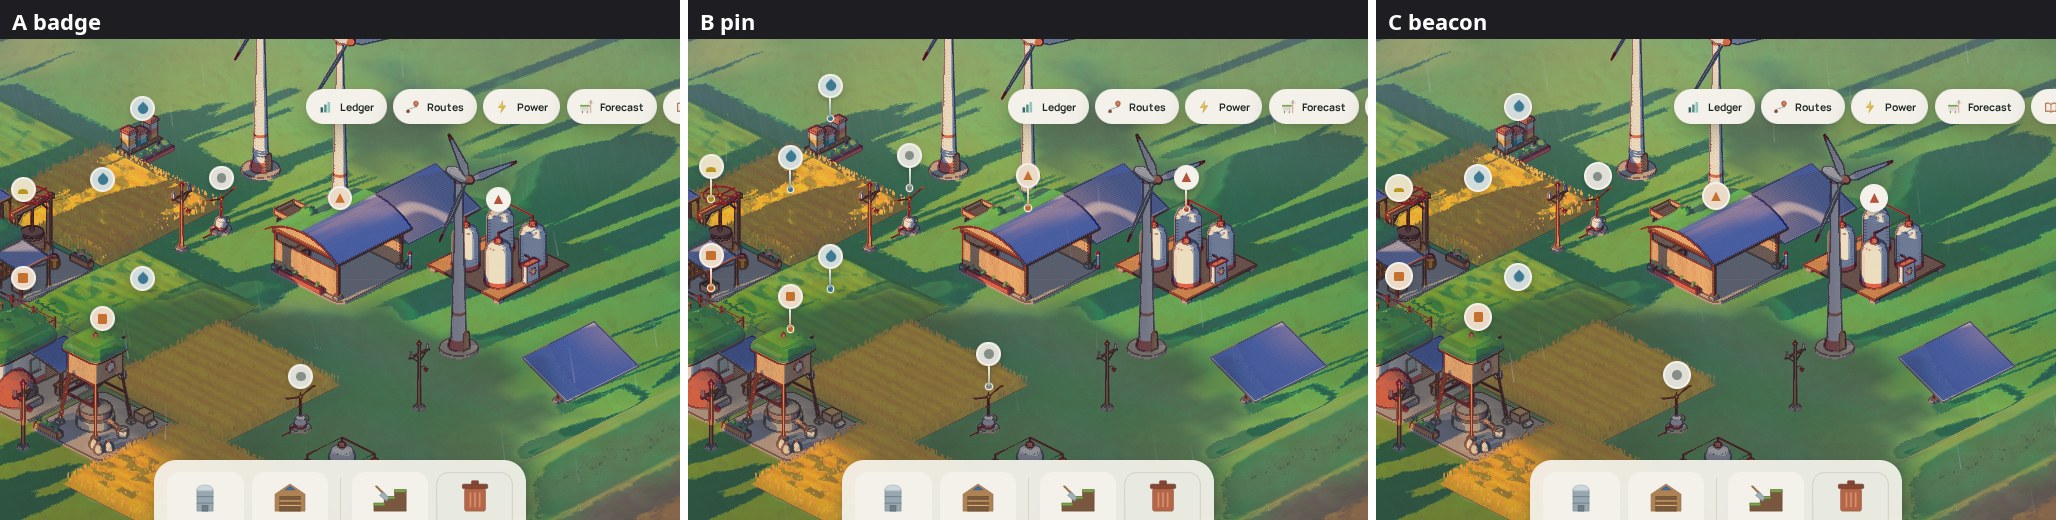 A badge
Ledger
Routes
Power
Forecast
B pin
Ledger
Routes
Power
Forecast
C beacon
Ledger
Routes
Power
Forecast